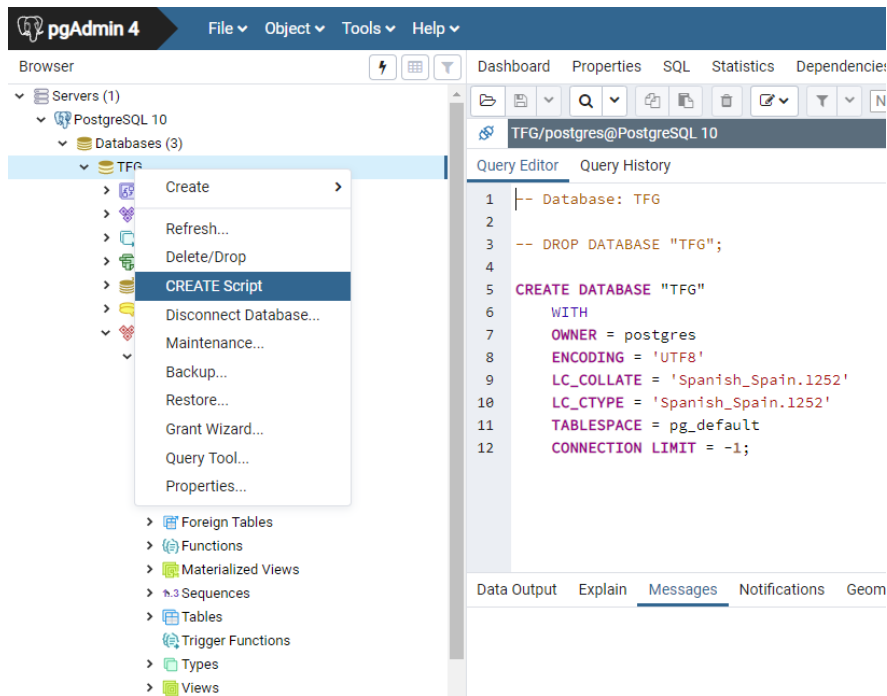 pgAdmin 4
File Object Tools Help
Browser
Servers (1)
PostgreSQL 10
Databases (3)
TFG
Create
Refresh...
Delete/Drop
CREATE Script
Disconnect Database...
Maintenance...
Backup...
Restore...
Grant Wizard...
Query Tool...
Properties...
Foreign Tables
Functions
Materialized Views
1..3 Sequences
Tables
Trigger Functions
Types
Views
Dashboard Properties SQL Statistics Dependencies
TFG/postgres@PostgreSQL 10
Query Editor Query History
1 -- Database: TFG
2
3 -- DROP DATABASE "TFG";
4
5 CREATE DATABASE "TFG"
6 WITH
7 OWNER = postgres
8 ENCODING = 'UTF8'
9 LC_COLLATE = 'Spanish_Spain.1252'
10 LC_CTYPE = 'Spanish_Spain.1252'
11 TABLESPACE = pg_default
12 CONNECTION LIMIT = -1;
Data Output Explain Messages Notifications Geom